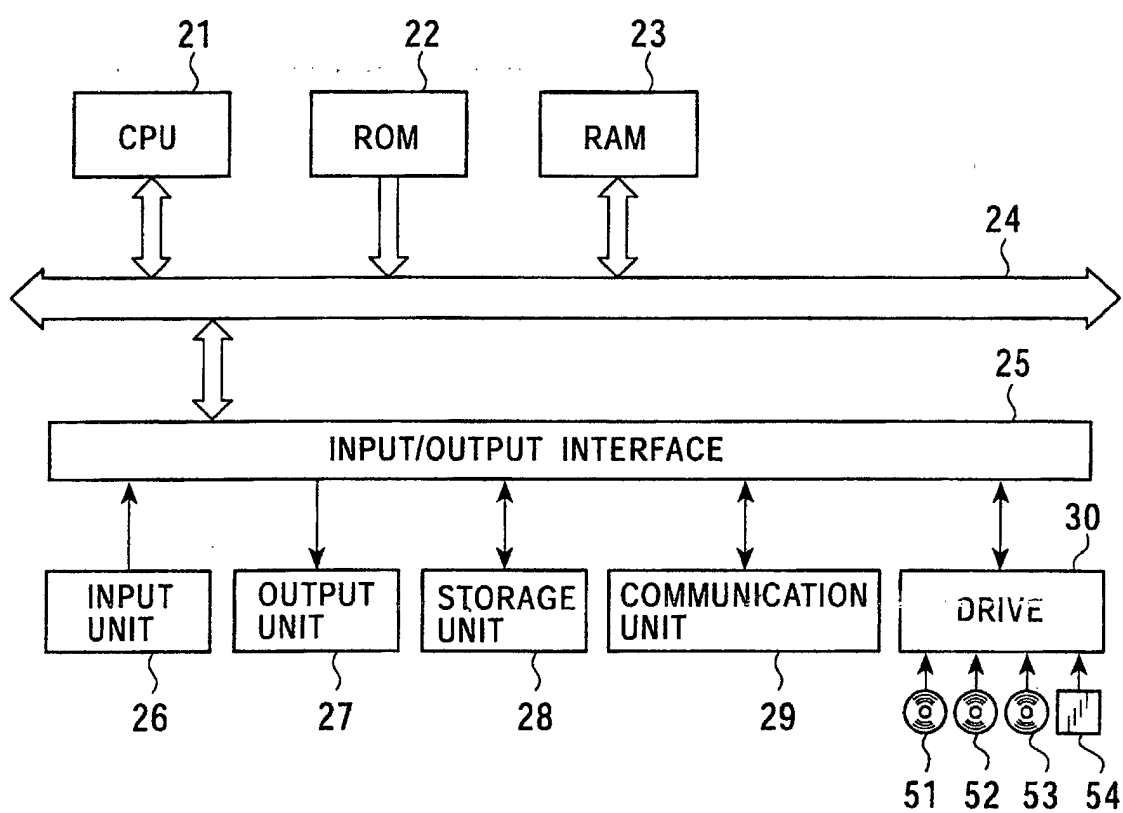 21
22
23
CPU
ROM
RAM
24
25
INPUT/OUTPUT INTERFACE
30
INPUT
UNIT
OUTPUT
UNIT
STORAGE
UNIT
COMMUNICATION
UNIT
DRIVE
26
27
28
29
51
52
53
54